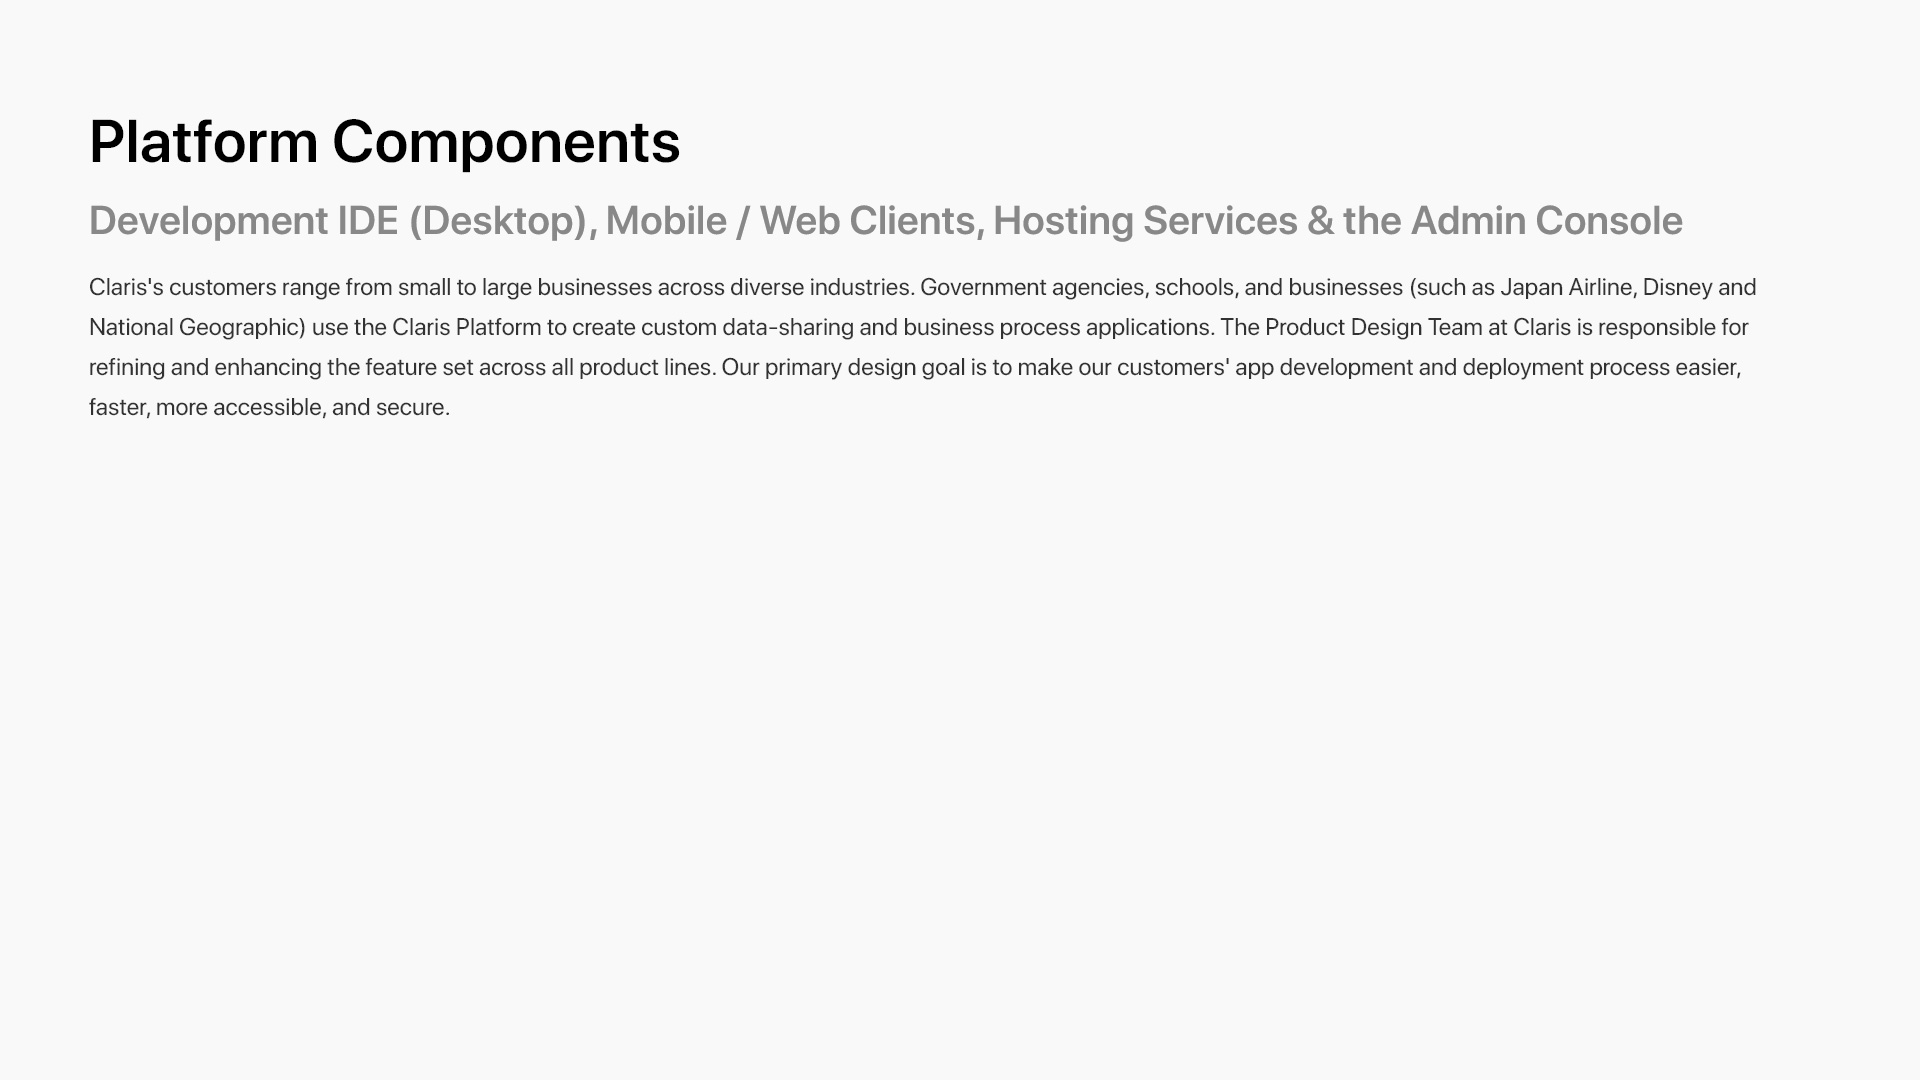 Platform Components
Development IDE (Desktop), Mobile / Web Clients, Hosting Services & the Admin Console
Claris's customers range from small to large businesses across diverse industries. Government agencies, schools, and businesses (such as Japan Airline, Disney and
National Geographic) use the Claris Platform to create custom data-sharing and business process applications. The Product Design Team at Claris is responsible for
refining and enhancing the feature set across all product lines. Our primary design goal is to make our customers' app development and deployment process easier,
faster, more accessible, and secure.